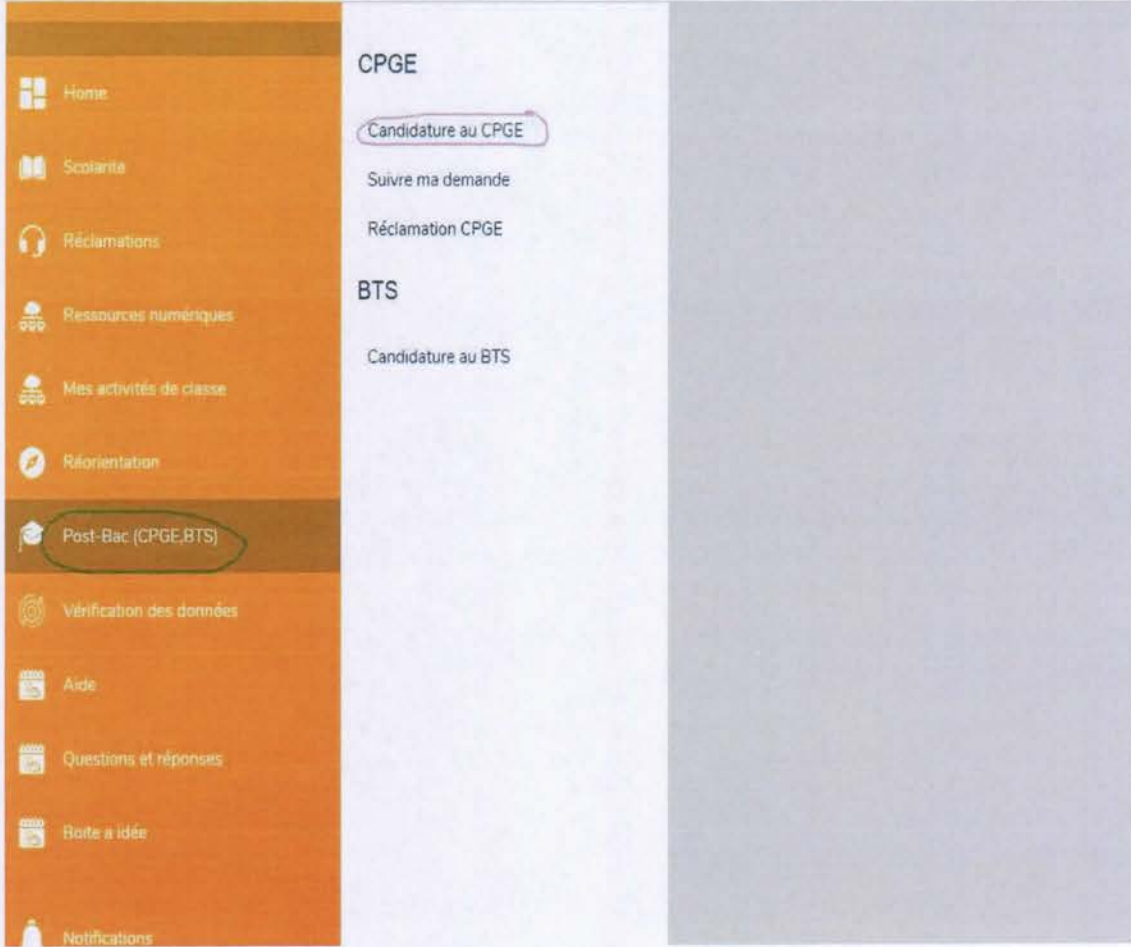 Home
Scolarité
Réclamations
Ressources numériques
Mes activités de classe
Réorientation
Post-Bac (CPGE,BTS)
Vérification des données
Aide
Questions et réponses
Boite a idée
Notifications
CPGE
Candidature au CPGE
Suivre ma demande
Réclamation CPGE
BTS
Candidature au BTS